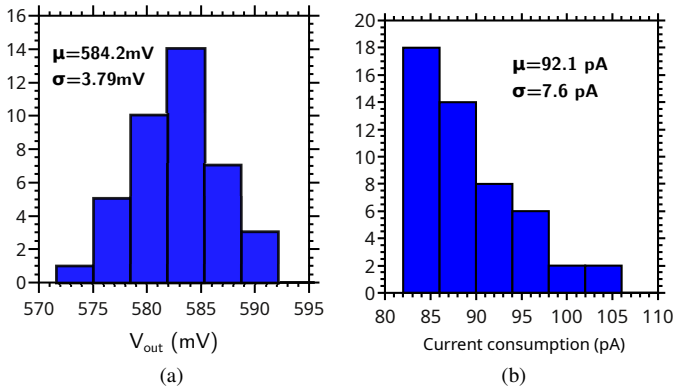 16
14
12
10
8
6
4
2
0
570 575 580 585 590 595
μ=584.2mV
σ=3.79mV
V_out (mV)
(a)
20
18
16
14
12
10
8
6
4
2
0
80 85 90 95 100 105 110
μ=92.1 pA
σ=7.6 pA
Current consumption (pA)
(b)